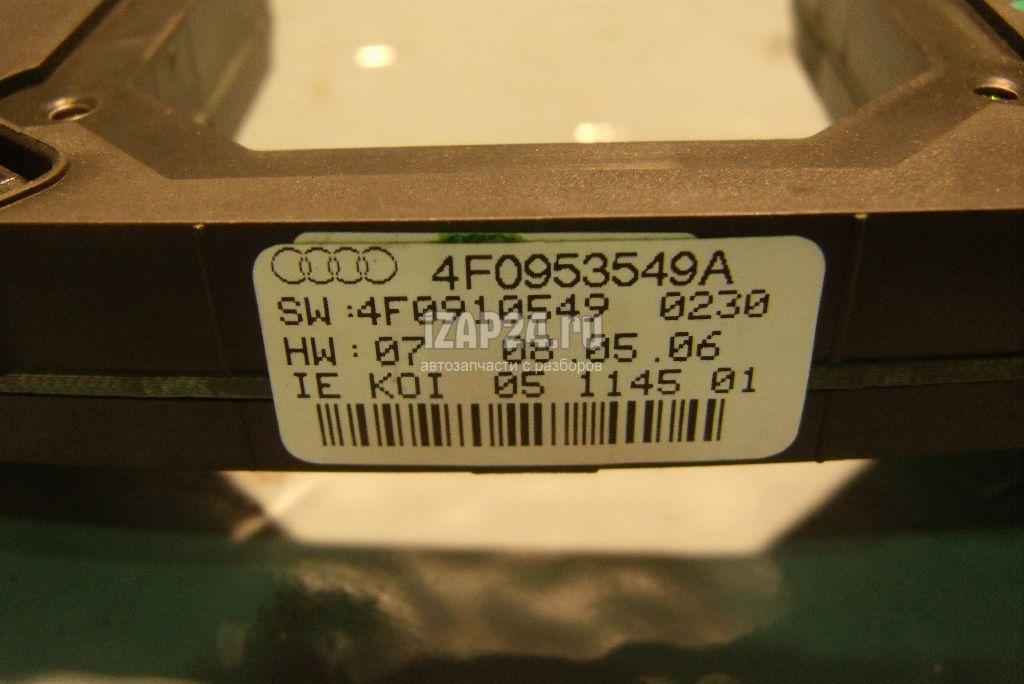 4F0953549A
SW:4F0910549 0230
HW:07 08.05.06
IE KOI 05 1145 01
iZAP24.ru
автозапчасти с разборов